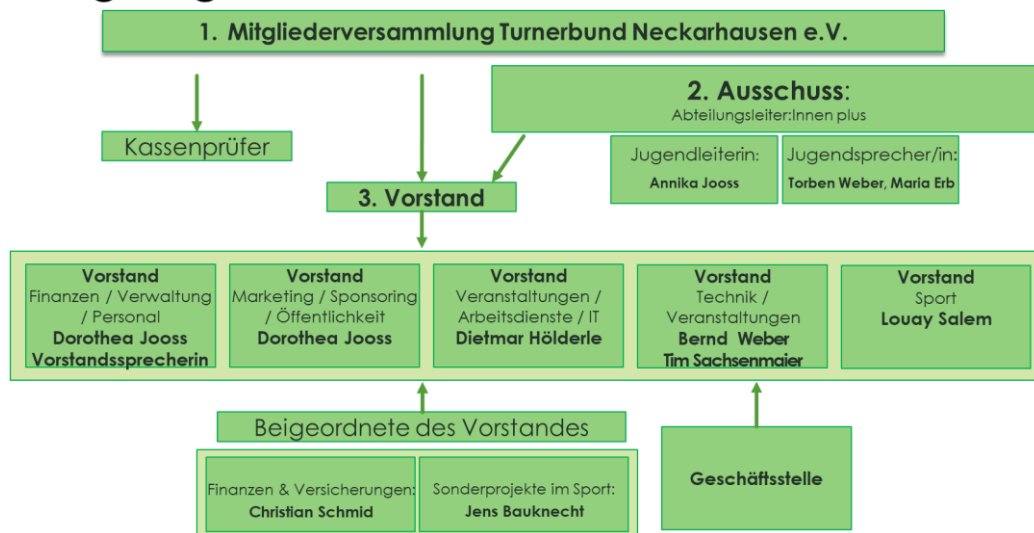 1. Mitgliederversammlung Turnerbund Neckarhausen e.V.
2. Ausschuss:
Abteilungsleiter:Innen plus
Kassenprüfer
Jugendleiterin:
Annika Jooss
Jugendsprecher/in:
Torben Weber, Maria Erb
3. Vorstand
Vorstand
Finanzen / Verwaltung
/ Personal
Dorothea Jooss
Vorstandssprecherin
Vorstand
Marketing / Sponsoring
/ Öffentlichkeit
Dorothea Jooss
Vorstand
Veranstaltungen /
Arbeitsdienste / IT
Dietmar Hölderle
Vorstand
Technik /
Veranstaltungen
Bernd Weber
Tim Sachsenmaier
Vorstand
Sport
Louay Salem
Beigeordnete des Vorstandes
Finanzen & Versicherungen:
Christian Schmid
Sonderprojekte im Sport:
Jens Bauknecht
Geschäftsstelle